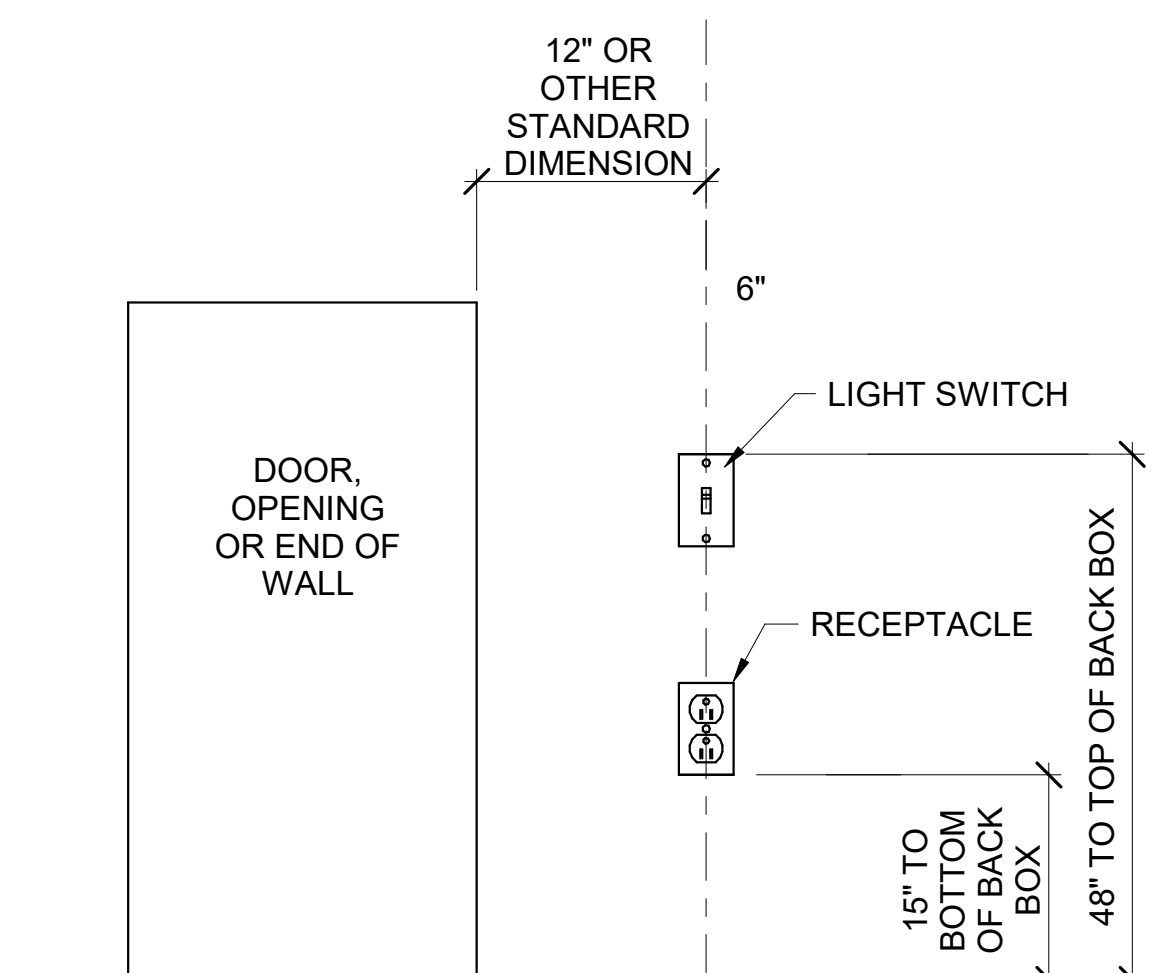 12" OR
OTHER
STANDARD
DIMENSION
6"
LIGHT SWITCH
DOOR,
OPENING
OR END OF
WALL
RECEPTACLE
15" TO
BOTTOM
OF BACK
BOX
48" TO TOP OF BACK BOX